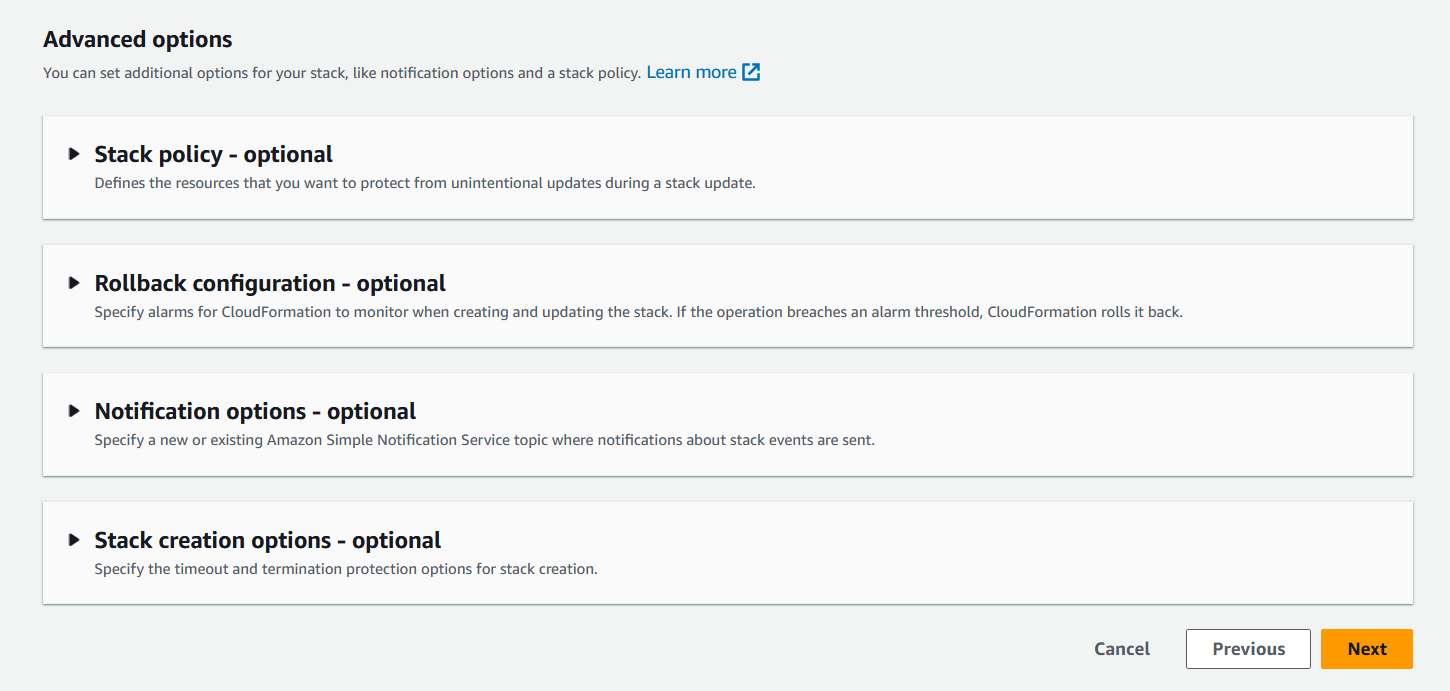 Advanced options
You can set additional options for your stack, like notification options and a stack policy. Learn more
Stack policy - optional
Defines the resources that you want to protect from unintentional updates during a stack update.
Rollback configuration - optional
Specify alarms for CloudFormation to monitor when creating and updating the stack. If the operation breaches an alarm threshold, CloudFormation rolls it back.
Notification options - optional
Specify a new or existing Amazon Simple Notification Service topic where notifications about stack events are sent.
Stack creation options - optional
Specify the timeout and termination protection options for stack creation.
Cancel Previous Next